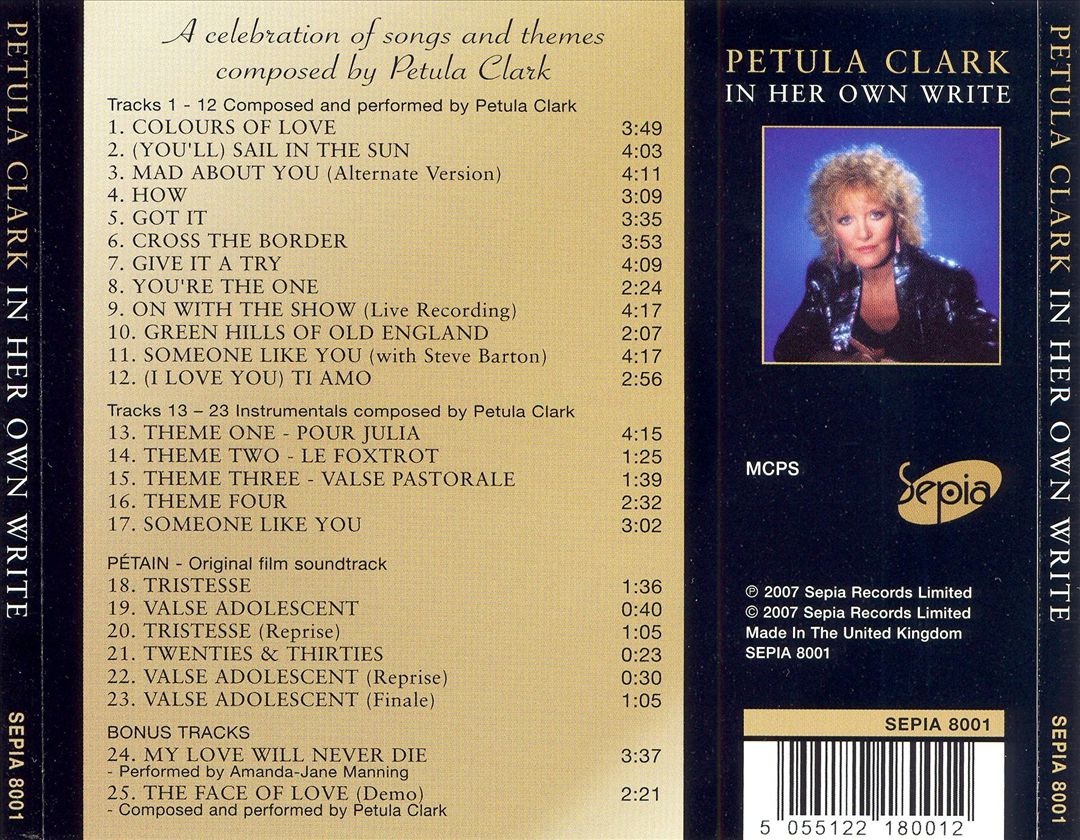 PETULA CLARK IN HER OWN WRITE
SEPIA 8001
A celebration of songs and themes
composed by Petula Clark
Tracks 1 - 12 Composed and performed by Petula Clark
1. COLOURS OF LOVE 3:49
2. (YOU'LL) SAIL IN THE SUN 4:03
3. MAD ABOUT YOU (Alternate Version) 4:11
4. HOW 3:09
5. GOT IT 3:35
6. CROSS THE BORDER 3:53
7. GIVE IT A TRY 4:09
8. YOU'RE THE ONE 2:24
9. ON WITH THE SHOW (Live Recording) 4:17
10. GREEN HILLS OF OLD ENGLAND 2:07
11. SOMEONE LIKE YOU (with Steve Barton) 4:17
12. (I LOVE YOU) TI AMO 2:56
Tracks 13 – 23 Instrumentals composed by Petula Clark
13. THEME ONE - POUR JULIA 4:15
14. THEME TWO - LE FOXTROT 1:25
15. THEME THREE - VALSE PASTORALE 1:39
16. THEME FOUR 2:32
17. SOMEONE LIKE YOU 3:02
PÉTAIN - Original film soundtrack
18. TRISTESSE 1:36
19. VALSE ADOLESCENT 0:40
20. TRISTESSE (Reprise) 1:05
21. TWENTIES & THIRTIES 0:23
22. VALSE ADOLESCENT (Reprise) 0:30
23. VALSE ADOLESCENT (Finale) 1:05
BONUS TRACKS
24. MY LOVE WILL NEVER DIE 3:37
- Performed by Amanda-Jane Manning
25. THE FACE OF LOVE (Demo) 2:21
- Composed and performed by Petula Clark
PETULA CLARK
IN HER OWN WRITE
MCPS
Sepia
℗ 2007 Sepia Records Limited
© 2007 Sepia Records Limited
Made In The United Kingdom
SEPIA 8001
SEPIA 8001
5 055122 180012
PETULA CLARK IN HER OWN WRITE
SEPIA 8001